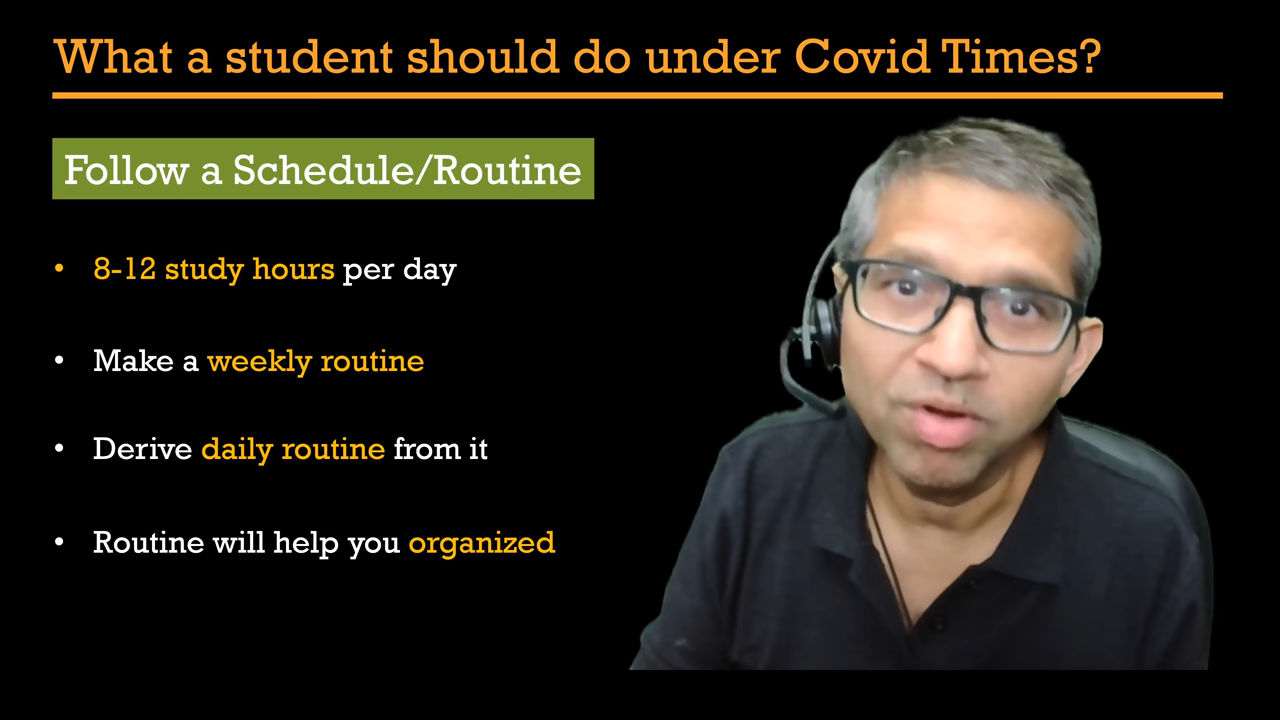 What a student should do under Covid Times?
Follow a Schedule/Routine
• 8-12 study hours per day
• Make a weekly routine
• Derive daily routine from it
• Routine will help you organized